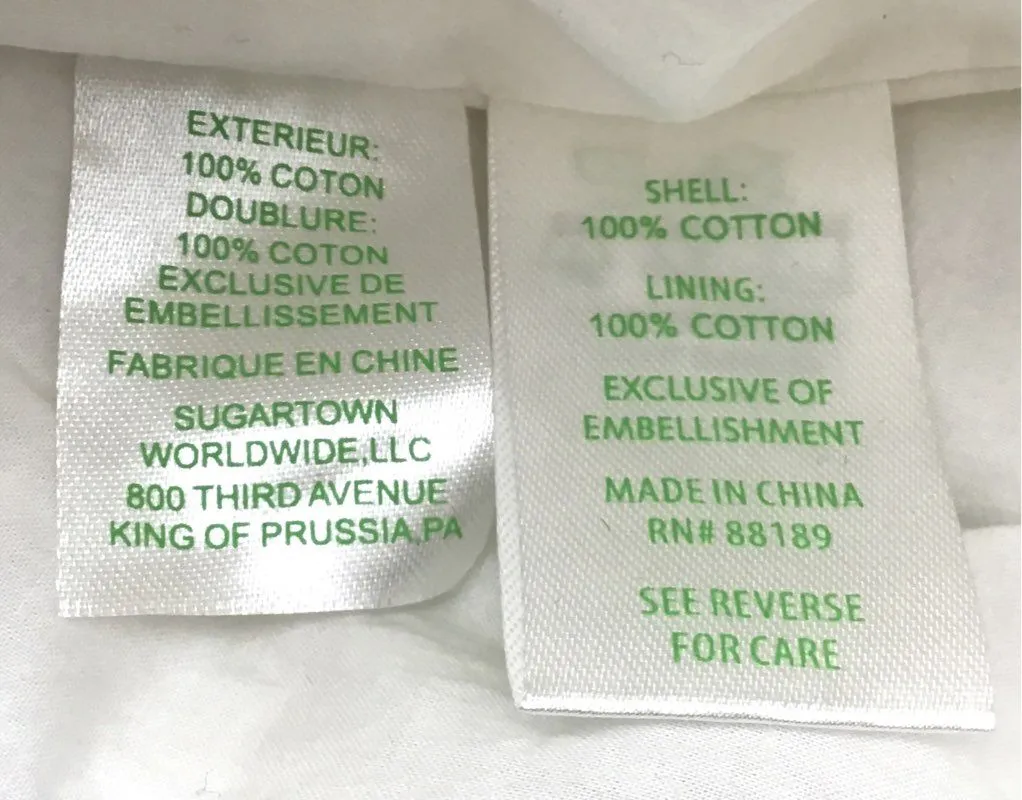 EXTERIEUR:
100% COTON
DOUBLURE:
100% COTON
EXCLUSIVE DE
EMBELLISSEMENT
FABRIQUE EN CHINE
SUGARTOWN
WORLDWIDE,LLC
800 THIRD AVENUE
KING OF PRUSSIA,PA
SHELL:
100% COTTON
LINING:
100% COTTON
EXCLUSIVE OF
EMBELLISHMENT
MADE IN CHINA
RN# 88189
SEE REVERSE
FOR CARE